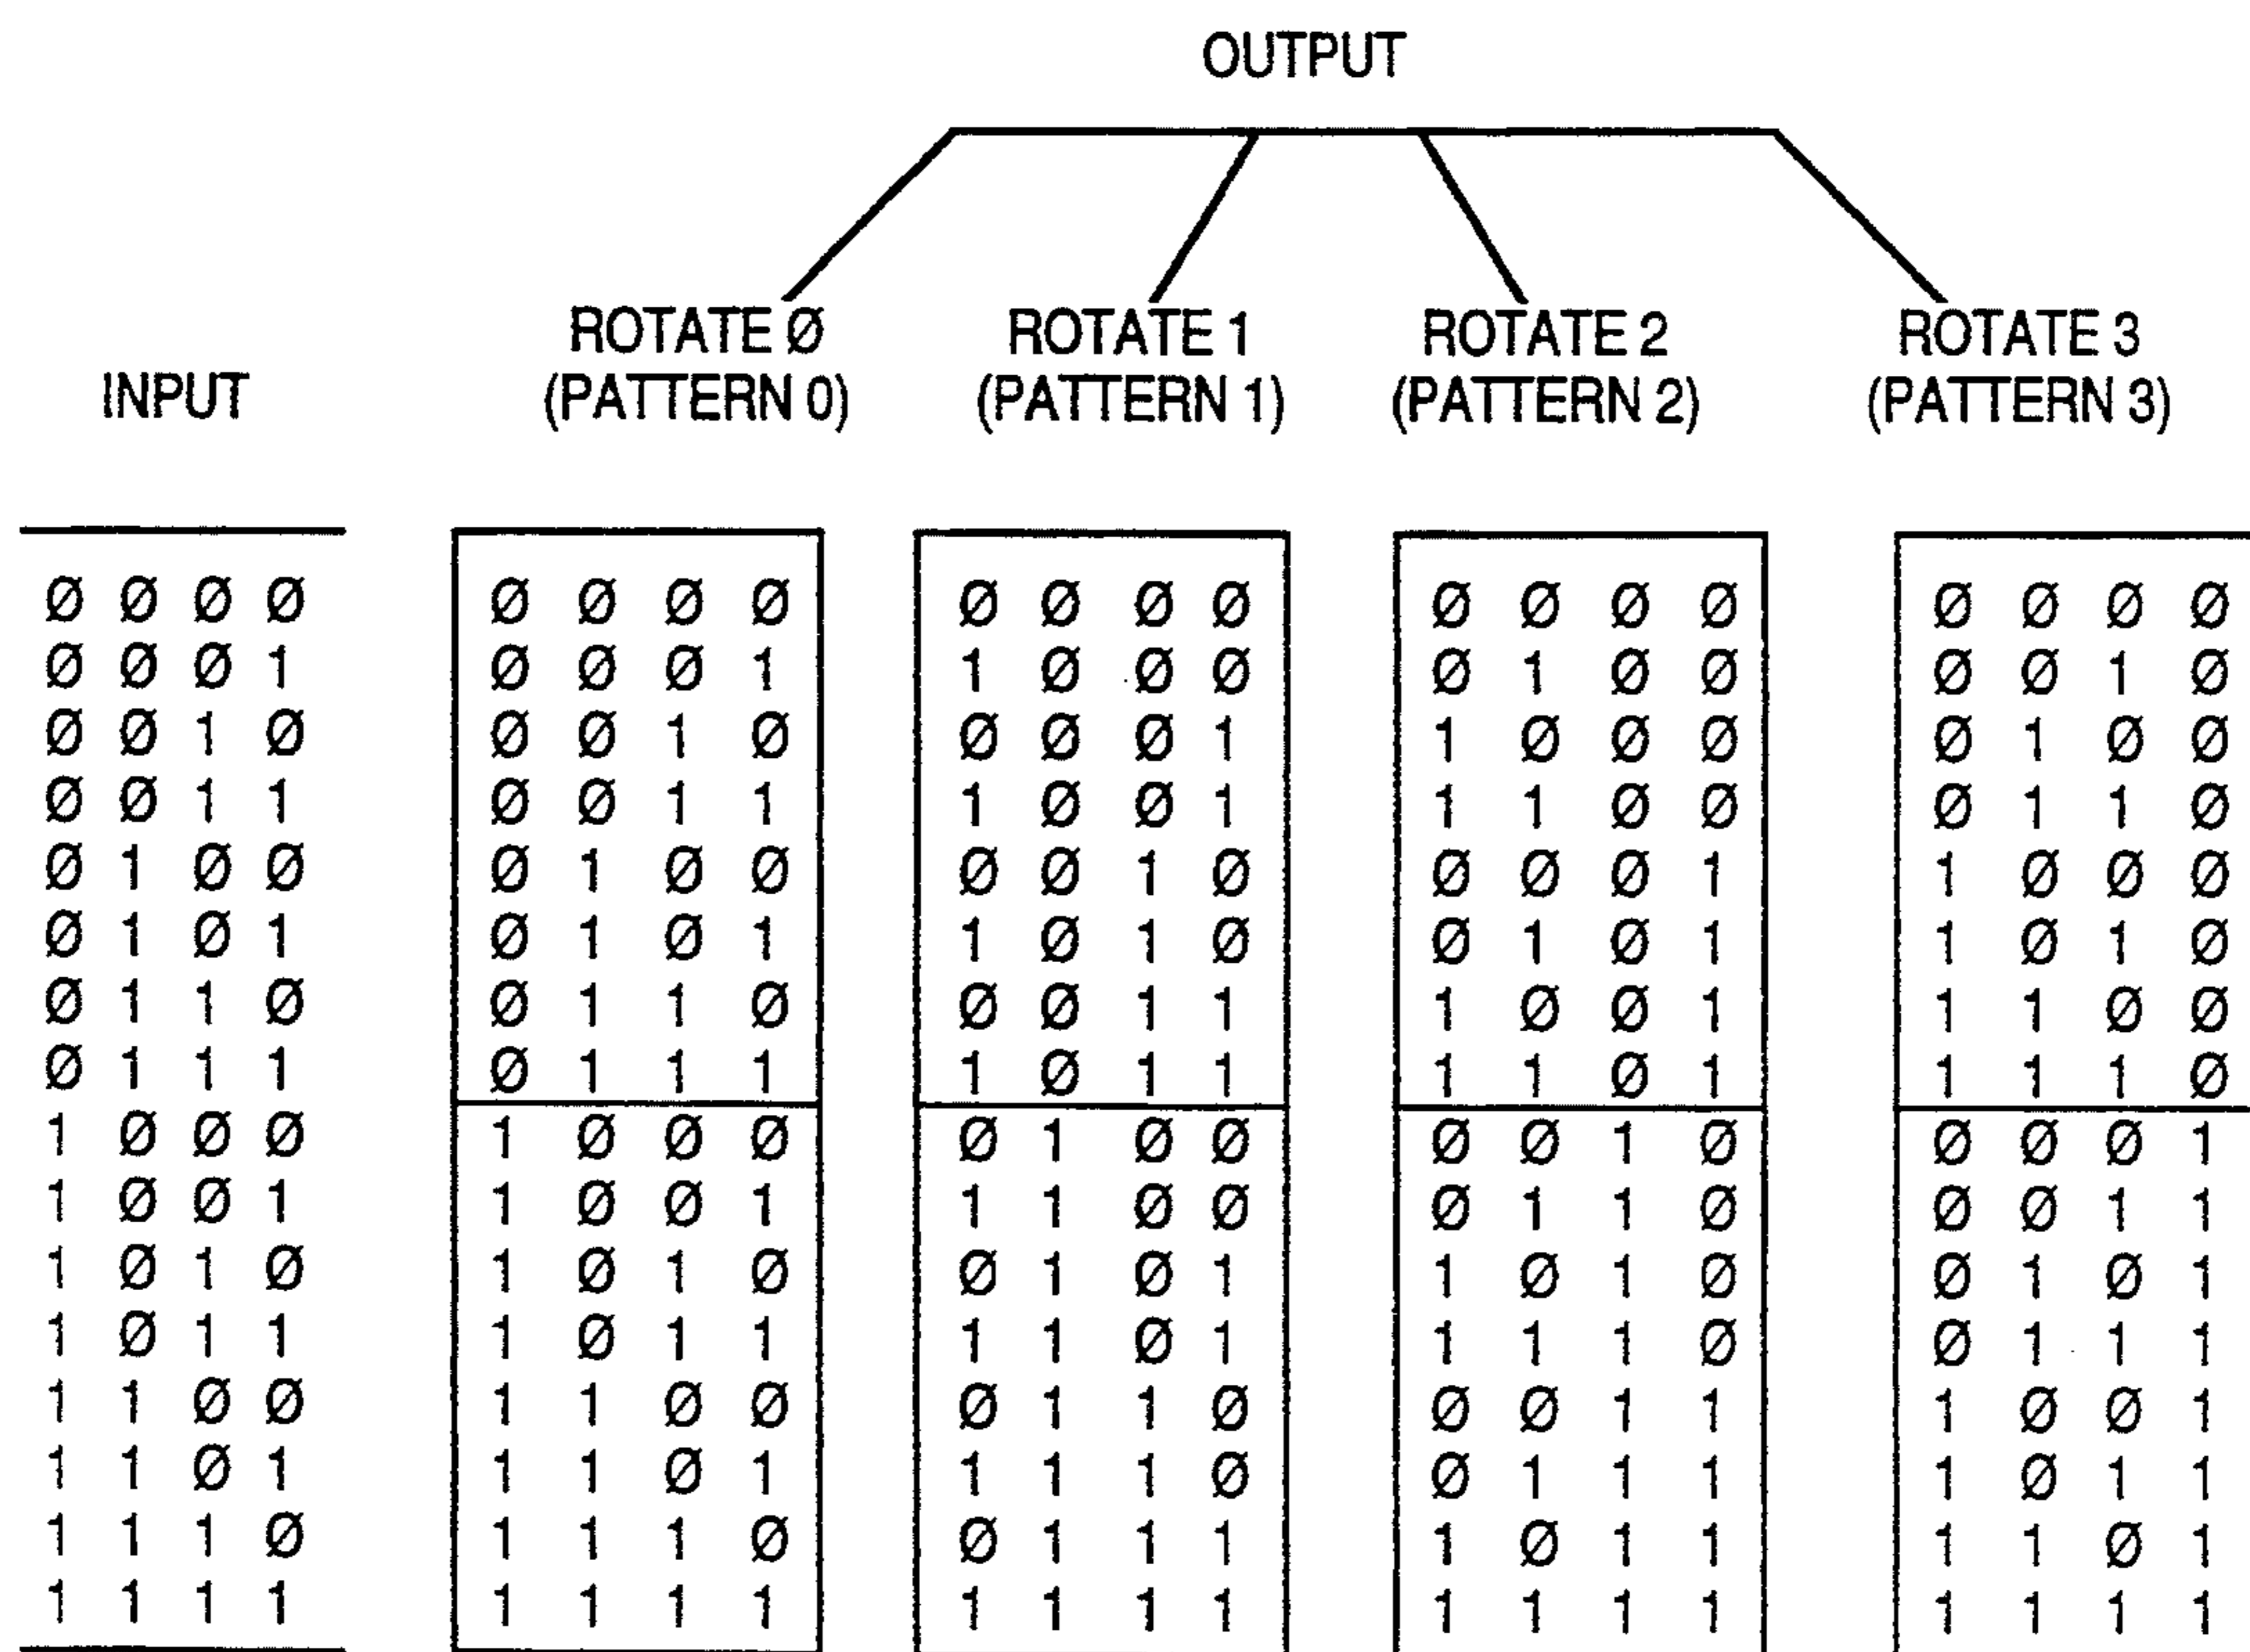 OUTPUT
ROTATE Ø ROTATE 1 ROTATE 2 ROTATE 3
INPUT (PATTERN 0) (PATTERN 1) (PATTERN 2) (PATTERN 3)
Ø Ø Ø Ø Ø Ø Ø Ø Ø Ø Ø Ø Ø Ø Ø Ø Ø Ø Ø Ø
Ø Ø Ø 1 Ø Ø Ø 1 1 Ø Ø Ø Ø 1 Ø Ø Ø Ø 1 Ø
Ø Ø 1 Ø Ø Ø 1 Ø Ø Ø Ø 1 1 Ø Ø Ø Ø 1 Ø Ø
Ø Ø 1 1 Ø Ø 1 1 1 Ø Ø 1 1 1 Ø Ø Ø 1 1 Ø
Ø 1 Ø Ø Ø 1 Ø Ø Ø Ø 1 Ø Ø Ø Ø 1 1 Ø Ø Ø
Ø 1 Ø 1 Ø 1 Ø 1 1 Ø 1 Ø Ø 1 Ø 1 1 Ø 1 Ø
Ø 1 1 Ø Ø 1 1 Ø Ø Ø 1 1 1 Ø Ø 1 1 1 Ø Ø
Ø 1 1 1 Ø 1 1 1 1 Ø 1 1 1 1 Ø 1 1 1 1 Ø
1 Ø Ø Ø 1 Ø Ø Ø Ø 1 Ø Ø Ø Ø 1 Ø Ø Ø Ø 1
1 Ø Ø 1 1 Ø Ø 1 1 1 Ø Ø Ø 1 1 Ø Ø Ø 1 1
1 Ø 1 Ø 1 Ø 1 Ø Ø 1 Ø 1 1 Ø 1 Ø Ø 1 Ø 1
1 Ø 1 1 1 Ø 1 1 1 1 Ø 1 1 1 1 Ø Ø 1 1 1
1 1 Ø Ø 1 1 Ø Ø Ø 1 1 Ø Ø Ø 1 1 1 Ø Ø 1
1 1 Ø 1 1 1 Ø 1 1 1 1 Ø Ø 1 1 1 1 Ø 1 1
1 1 1 Ø 1 1 1 Ø Ø 1 1 1 1 Ø 1 1 1 1 Ø 1
1 1 1 1 1 1 1 1 1 1 1 1 1 1 1 1 1 1 1 1